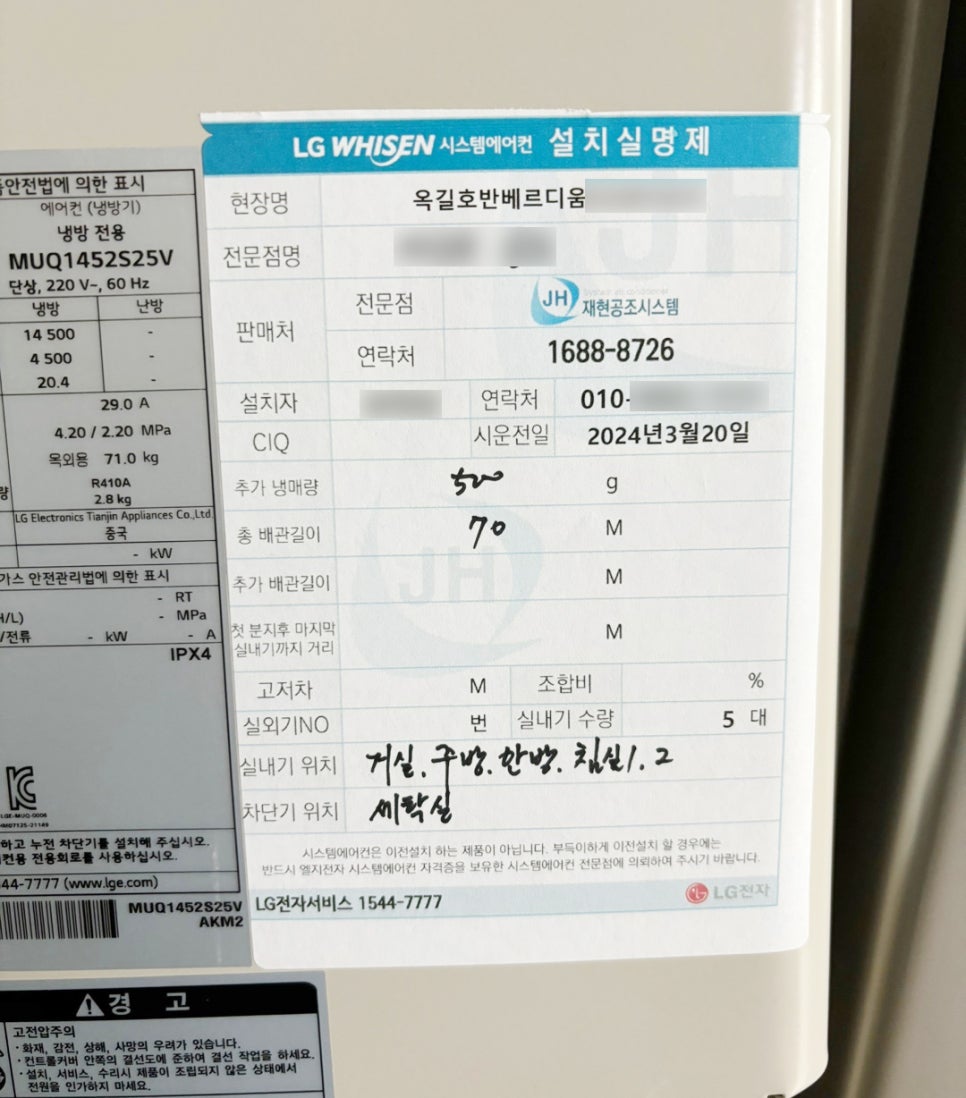 LG WHISEN 시스템에어컨 설치실명제
현장명 옥길호반베르디움
전문점명
판매처 전문점 JH System air conditioner 재현공조시스템
연락처 1688-8726
설치자 연락처 010-
CIQ 시운전일 2024년3월20일
추가 냉매량 500 g
총 배관길이 70 M
추가 배관길이 M
첫 분지후 마지막 실내기까지 거리 M
고저차 M 조합비 %
실외기NO 번 실내기 수량 5 대
실내기 위치 거실. 주방. 안방. 침실1. 2
차단기 위치 세탁실
시스템에어컨은 이전설치 하는 제품이 아닙니다. 부득이하게 이전설치 할 경우에는
반드시 엘지전자 시스템에어컨 자격증을 보유한 시스템에어컨 전문점에 의뢰하여 주시기 바랍니다.
LG전자서비스 1544-7777 LG전자
안전법에 의한 표시
에어컨 (냉방기)
냉방 전용
MUQ1452S25V
단상, 220 V~, 60 Hz
냉방 난방
14 500 -
4 500 -
20.4 -
29.0 A
4.20 / 2.20 MPa
옥외용 71.0 kg
량 R410A
2.8 kg
LG Electronics Tianjin Appliances Co.,Ltd.
중국
- kW
가스 안전관리법에 의한 표시
- RT
H/L) - MPa
/전류 - kW - A
IPX4
LGE-MUQ-0006
HM07125-21149
하고 누전 차단기를 설치해 주십시오.
컨용 전용회로를 사용하십시오.
44-7777 (www.lge.com)
MUQ1452S25V
AKM2
경 고
고전압주의
· 화재, 감전, 상해, 사망의 우려가 있습니다.
· 컨트롤커버 안쪽의 결선도에 준하여 결선 작업을 하세요.
· 설치, 서비스, 수리시 제품이 조립되지 않은 상태에서
전원을 인가하지 마세요.